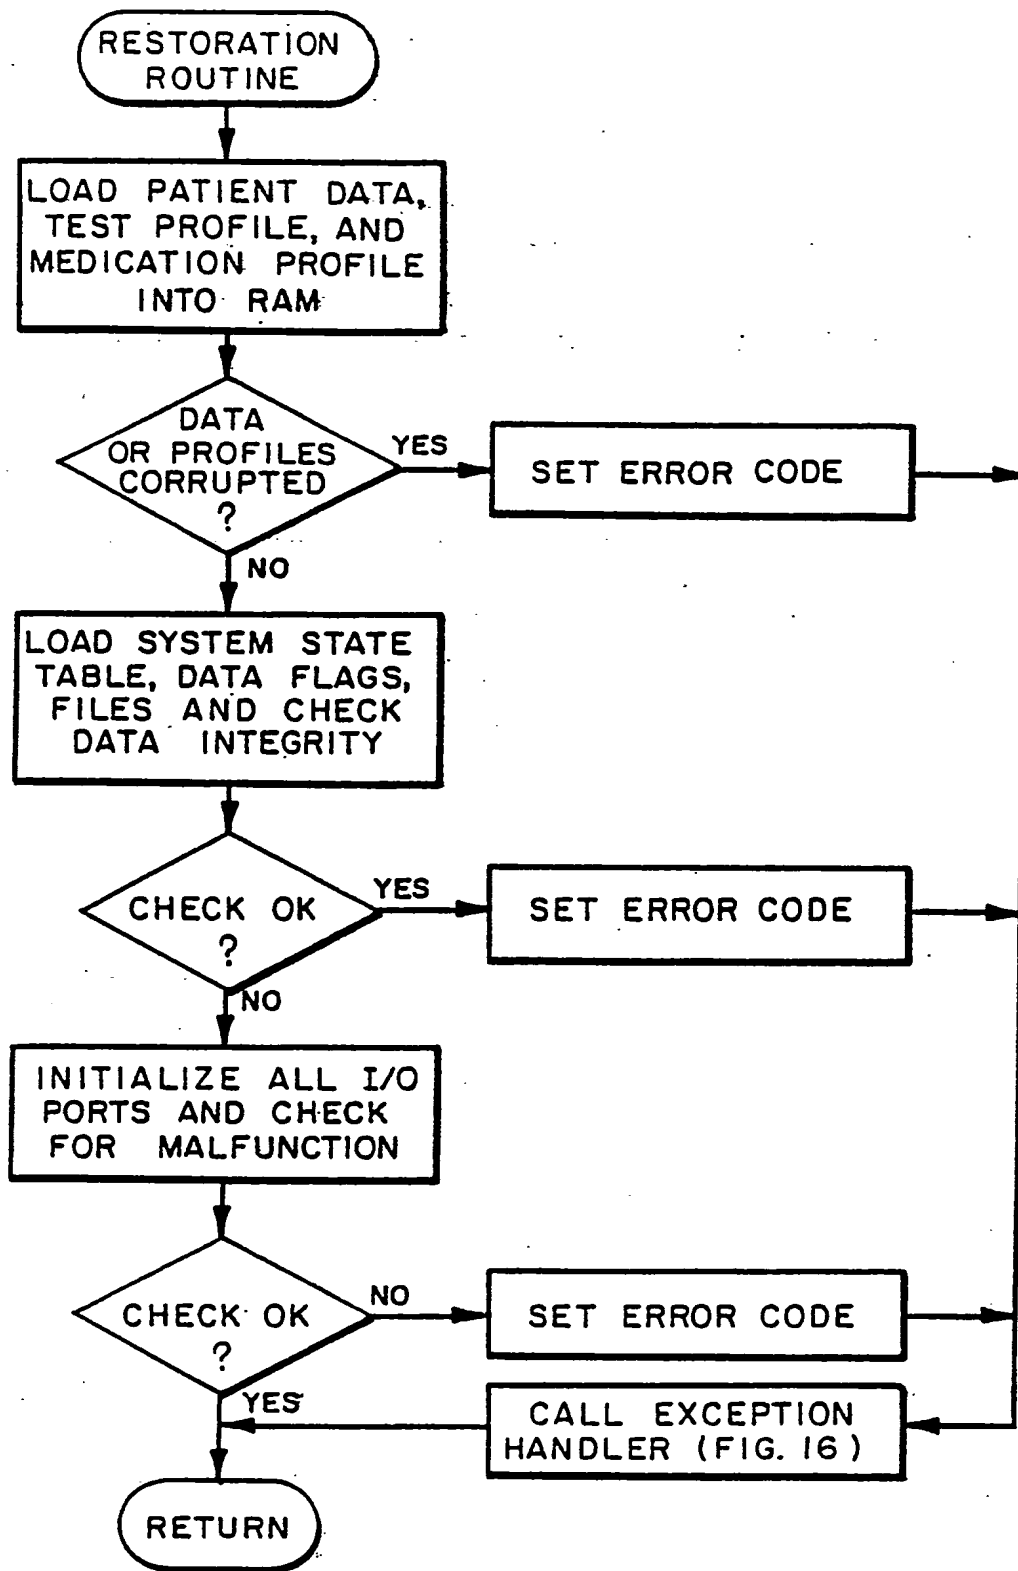 RESTORATION
ROUTINE
LOAD PATIENT DATA,
TEST PROFILE, AND
MEDICATION PROFILE
INTO RAM
DATA
OR PROFILES
CORRUPTED
?
YES
SET ERROR CODE
NO
LOAD SYSTEM STATE
TABLE, DATA FLAGS,
FILES AND CHECK
DATA INTEGRITY
CHECK OK
?
YES
SET ERROR CODE
NO
INITIALIZE ALL I/O
PORTS AND CHECK
FOR MALFUNCTION
CHECK OK
?
NO
SET ERROR CODE
YES
CALL EXCEPTION
HANDLER (FIG. 16)
RETURN